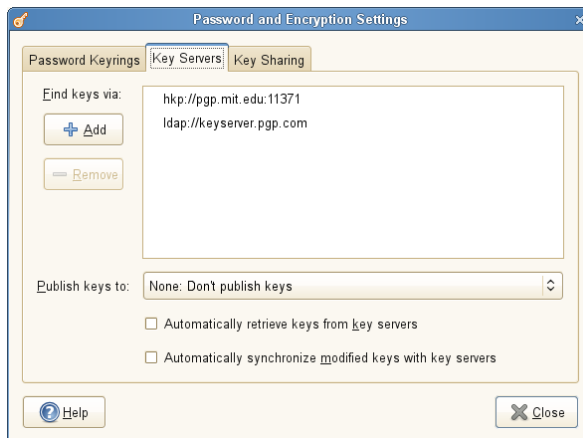 Password and Encryption Settings
Password Keyrings
Key Servers
Key Sharing
Find keys via:
Add
Remove
hkp://pgp.mit.edu:11371
ldap://keyserver.pgp.com
Publish keys to:
None: Don't publish keys
Automatically retrieve keys from key servers
Automatically synchronize modified keys with key servers
Help
Close